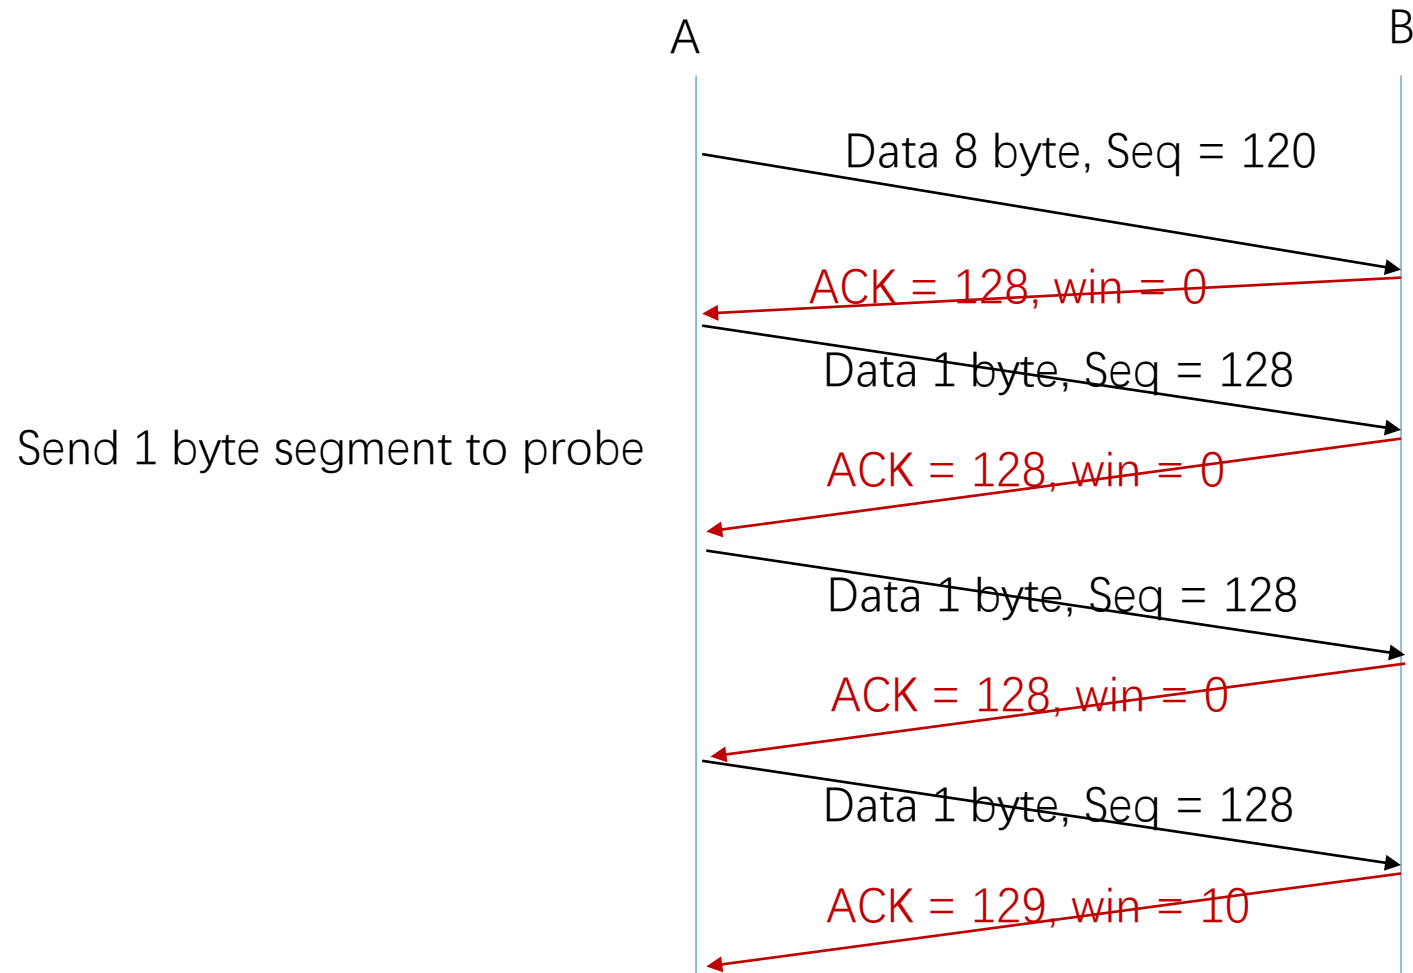 A
B
Data 8 byte, Seq = 120
ACK = 128, win = 0
Data 1 byte, Seq = 128
Send 1 byte segment to probe
ACK = 128, win = 0
Data 1 byte, Seq = 128
ACK = 128, win = 0
Data 1 byte, Seq = 128
ACK = 129, win = 10